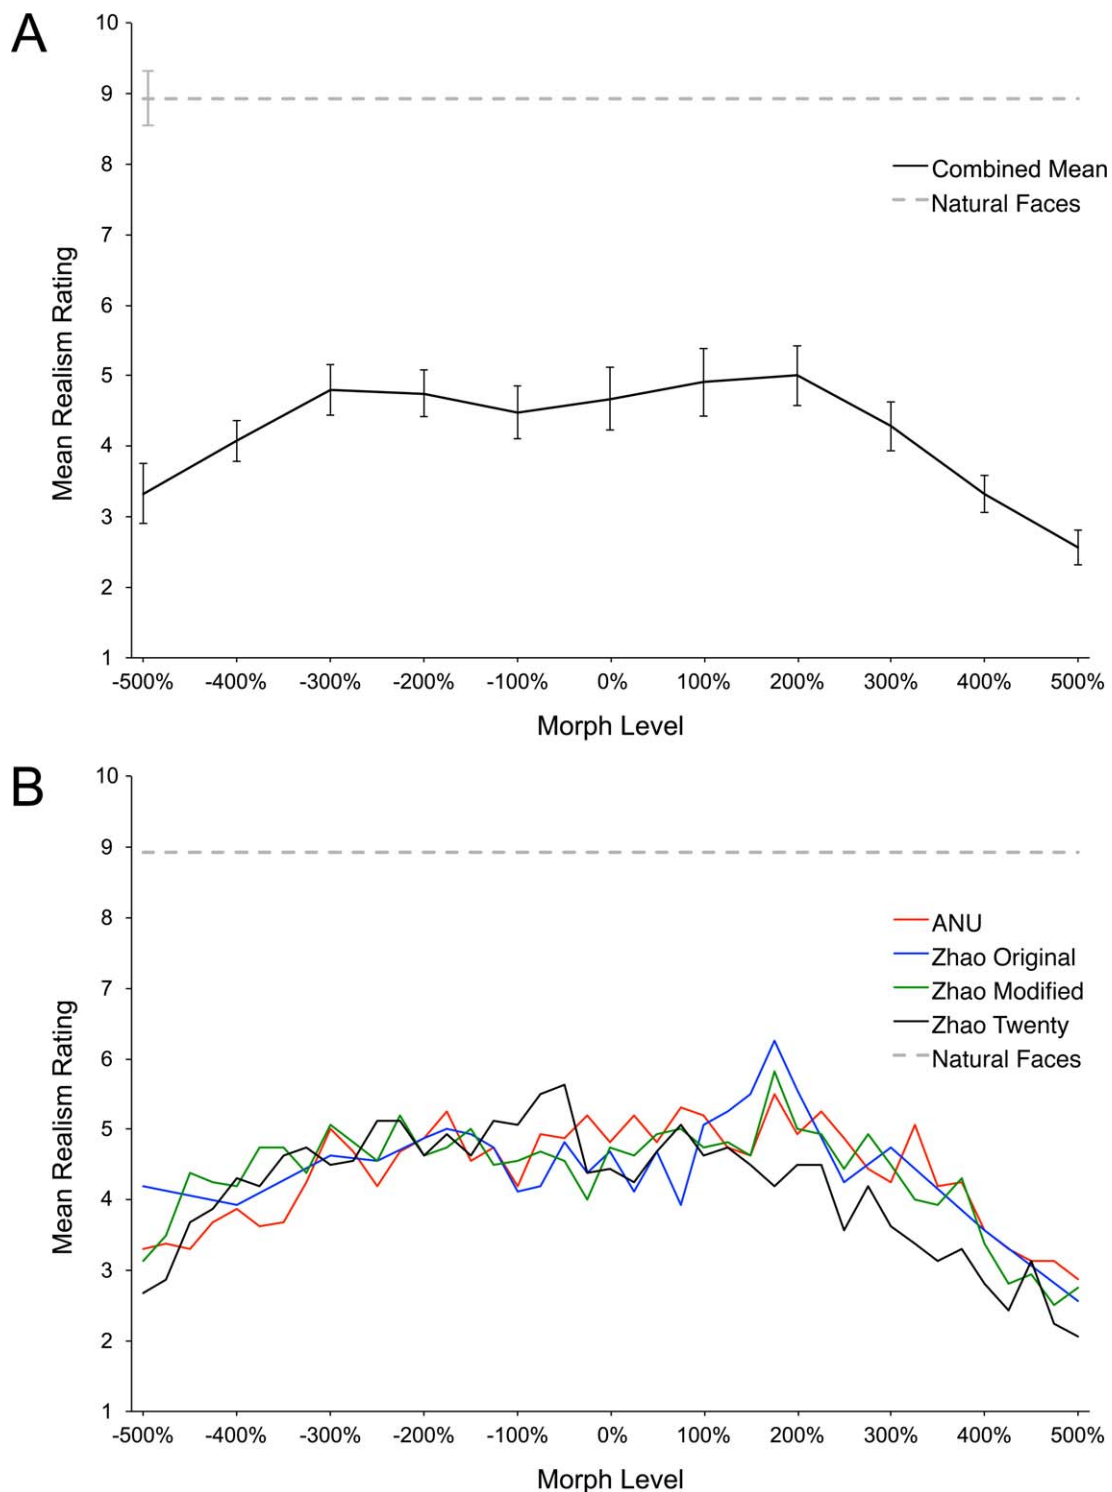 A
10
9
8
7
6
5
4
3
2
1
Mean Realism Rating
Combined Mean
Natural Faces
-500% -400% -300% -200% -100% 0% 100% 200% 300% 400% 500%
Morph Level
B
10
9
8
7
6
5
4
3
2
1
Mean Realism Rating
ANU
Zhao Original
Zhao Modified
Zhao Twenty
Natural Faces
-500% -400% -300% -200% -100% 0% 100% 200% 300% 400% 500%
Morph Level